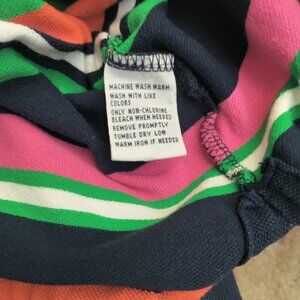 MACHINE WASH WARM
WASH WITH LIKE
COLORS
ONLY NON-CHLORINE
BLEACH WHEN NEEDED
REMOVE PROMPTLY
TUMBLE DRY LOW
WARM IRON IF NEEDED